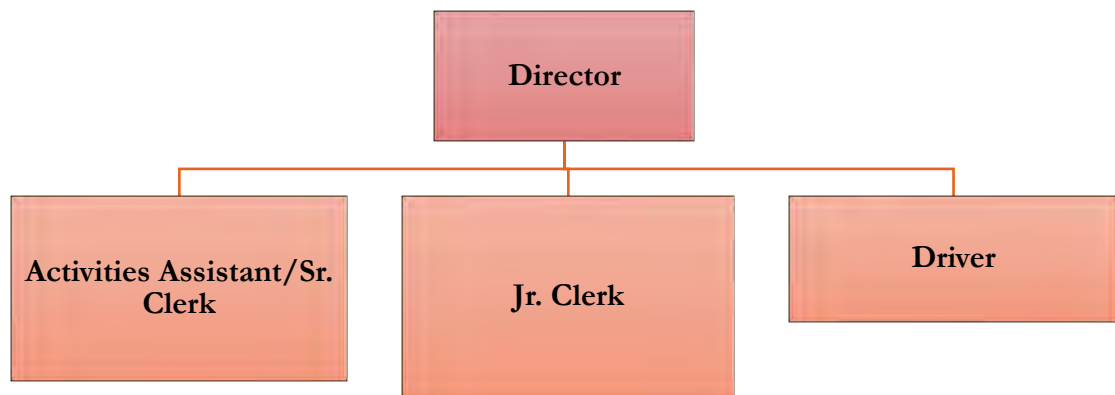 Director
Activities Assistant/Sr.
Clerk
Jr. Clerk
Driver